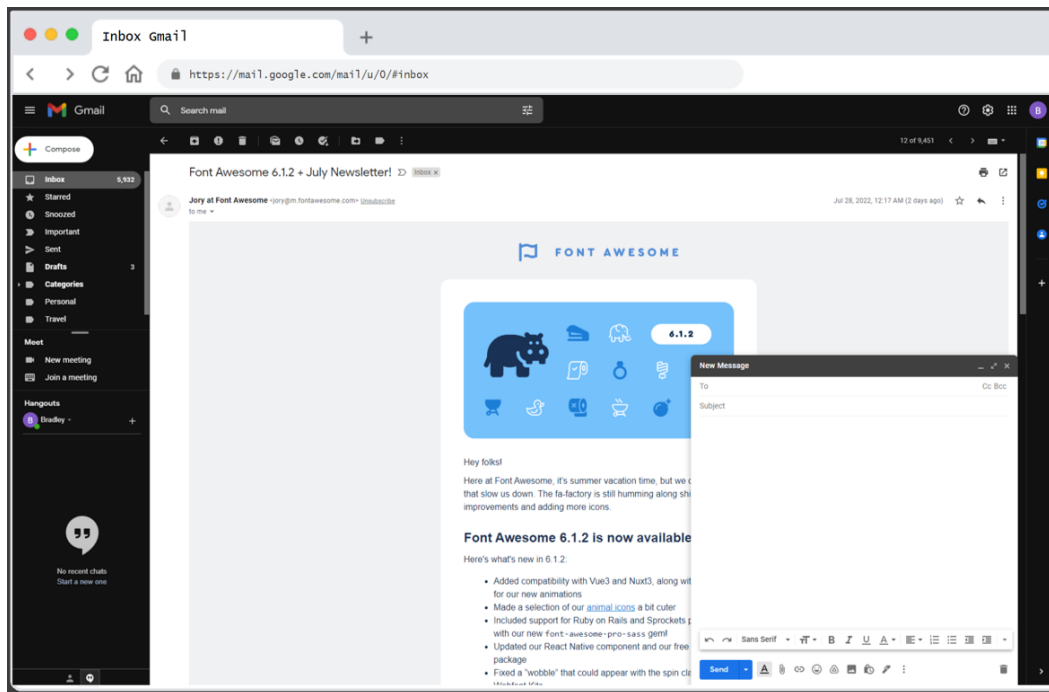 Inbox Gmail
https://mail.google.com/mail/u/0/#inbox
Gmail
Search mail
B
Compose
12 of 9,451
Inbox 5,932
Starred
Snoozed
Important
Sent
Drafts 3
Categories
Personal
Travel
Meet
New meeting
Join a meeting
Hangouts
B Bradley
No recent chats
Start a new one
Font Awesome 6.1.2 + July Newsletter! Inbox x
Jory at Font Awesome <jory@m.fontawesome.com> Unsubscribe
Jul 28, 2022, 12:17 AM (2 days ago)
to me
FONT AWESOME
6.1.2
Hey folks!
Here at Font Awesome, it's summer vacation time, but we
that slow us down. The fa-factory is still humming along
improvements and adding more icons.
Font Awesome 6.1.2 is now available
Here's what's new in 6.1.2:
• Added compatibility with Vue3 and Nuxt3, along
for our new animations
• Made a selection of our animal icons a bit cuter
• Included support for Ruby on Rails and Sprockets
with our new font-awesome-pro-sass gem!
• Updated our React Native component and our free
package
• Fixed a "wobble" that could appear with the spin
New Message
To Cc Bcc
Subject
Sans Serif
B I U A
Send A